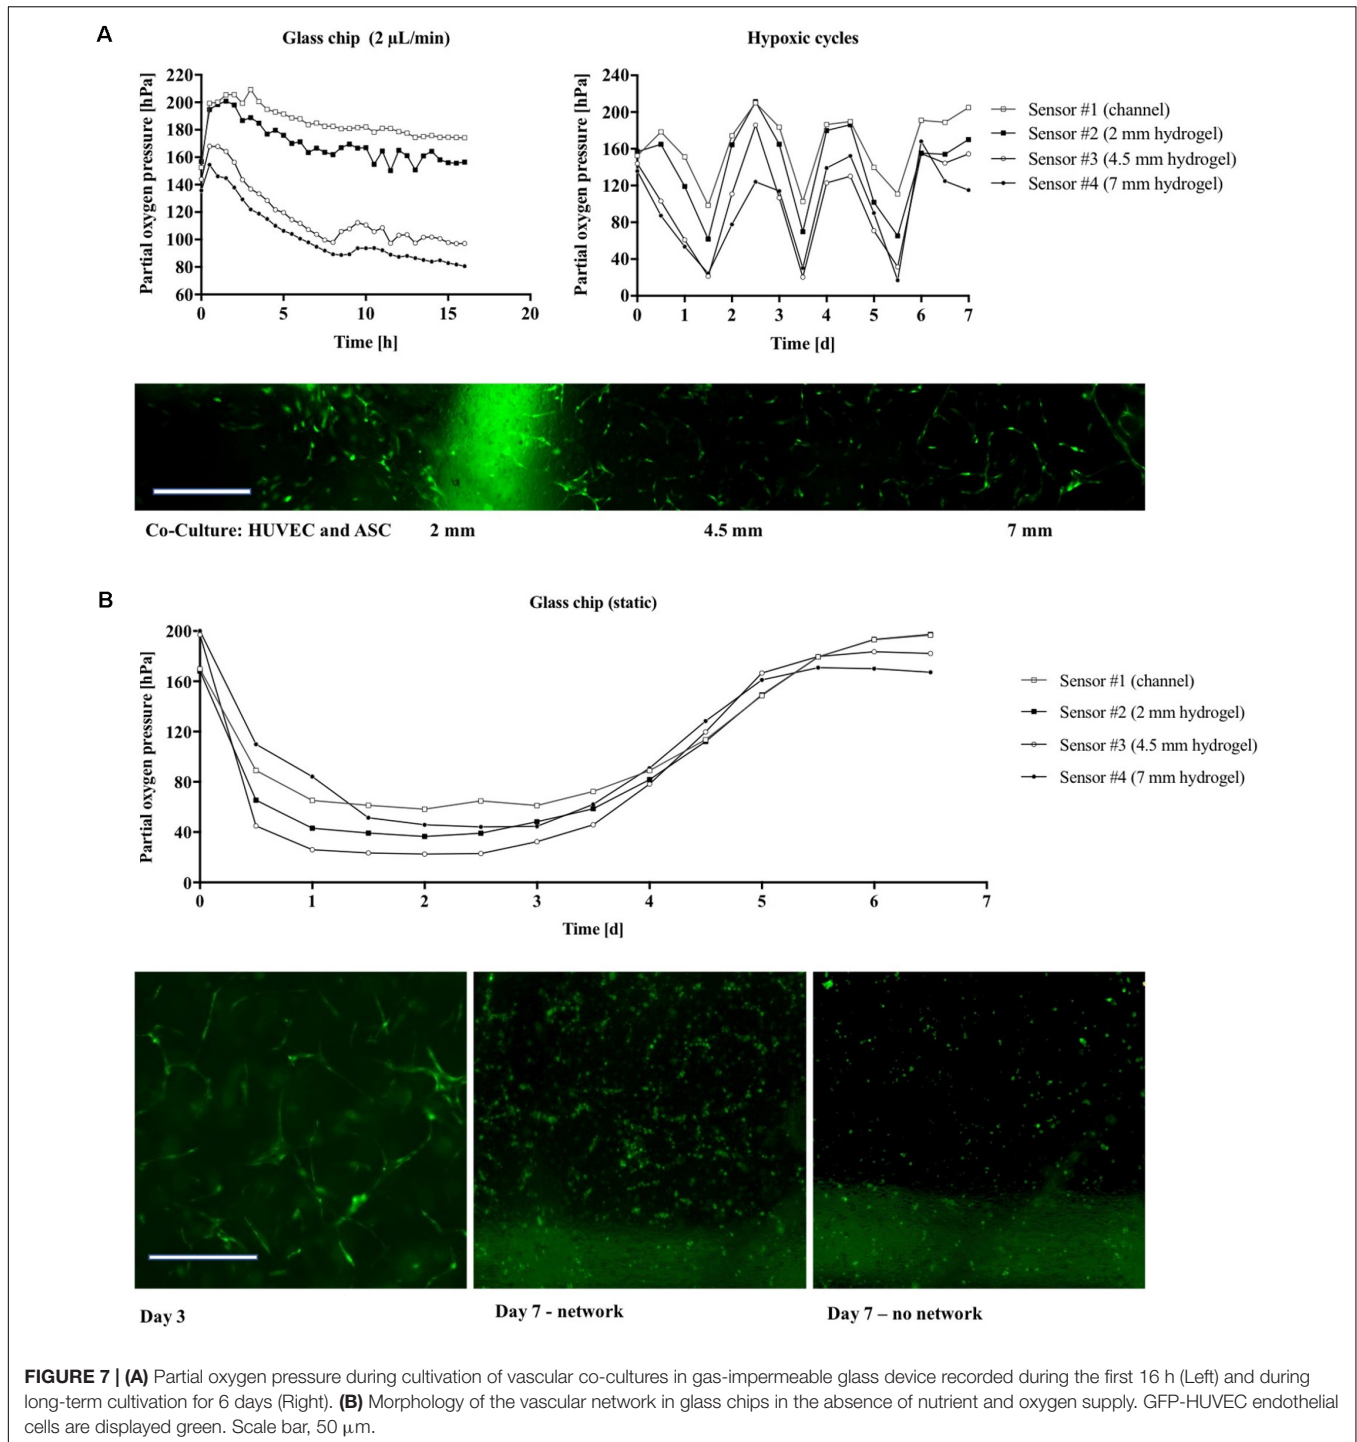 A
Glass chip (2 µL/min)
Hypoxic cycles
Partial oxygen pressure [hPa]
220
200
180
160
140
120
100
80
60
0
5
10
15
20
Time [h]
Partial oxygen pressure [hPa]
240
200
160
120
80
40
0
0
1
2
3
4
5
6
7
Time [d]
Sensor #1 (channel)
Sensor #2 (2 mm hydrogel)
Sensor #3 (4.5 mm hydrogel)
Sensor #4 (7 mm hydrogel)
Co-Culture: HUVEC and ASC
2 mm
4.5 mm
7 mm
B
Glass chip (static)
Partial oxygen pressure [hPa]
200
160
120
80
40
0
0
1
2
3
4
5
6
7
Time [d]
Sensor #1 (channel)
Sensor #2 (2 mm hydrogel)
Sensor #3 (4.5 mm hydrogel)
Sensor #4 (7 mm hydrogel)
Day 3
Day 7 - network
Day 7 – no network
FIGURE 7 | (A) Partial oxygen pressure during cultivation of vascular co-cultures in gas-impermeable glass device recorded during the first 16 h (Left) and during
long-term cultivation for 6 days (Right). (B) Morphology of the vascular network in glass chips in the absence of nutrient and oxygen supply. GFP-HUVEC endothelial
cells are displayed green. Scale bar, 50 µm.